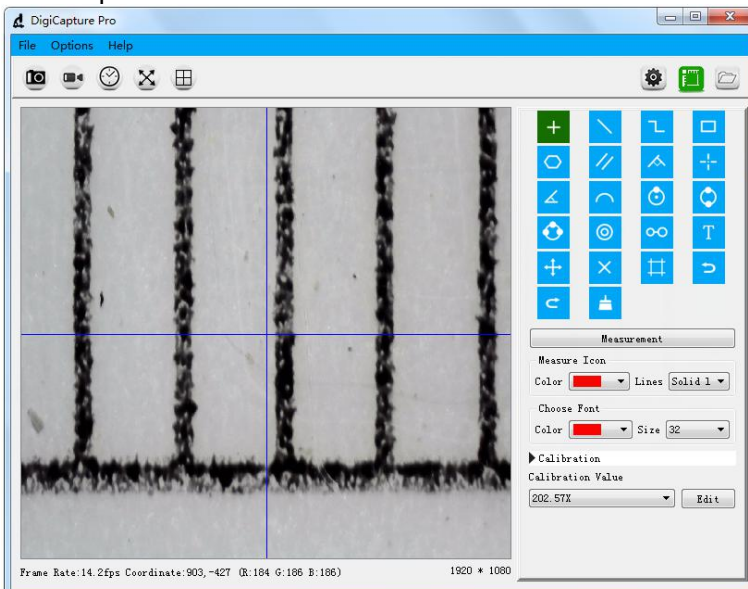 DigiCapture Pro
File Options Help
T
Measurement
Measure Icon
Color Lines Solid 1
Choose Font
Color Size 32
Calibration
Calibration Value
202.57X Edit
Frame Rate:14.2fps Coordinate:903,-427 (R:184 G:186 B:186) 1920 * 1080